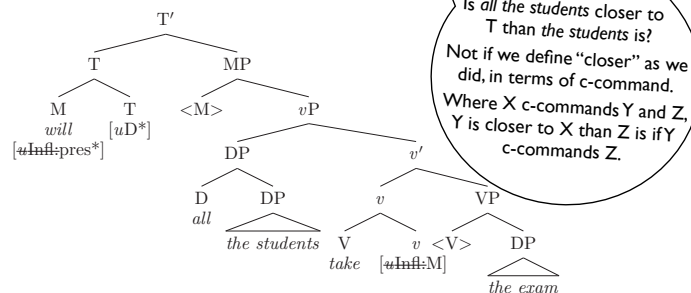 Is all the students closer to
T than the students is?
Not if we define “closer” as we
did, in terms of c-command.
Where X c-commands Y and Z,
Y is closer to X than Z is if Y
c-commands Z.
T′
T MP
M T <M> vP
will [uD*]
[uInfl:pres*]
DP v′
D DP v VP
all
the students V v <V> DP
take [uInfl:M]
the exam